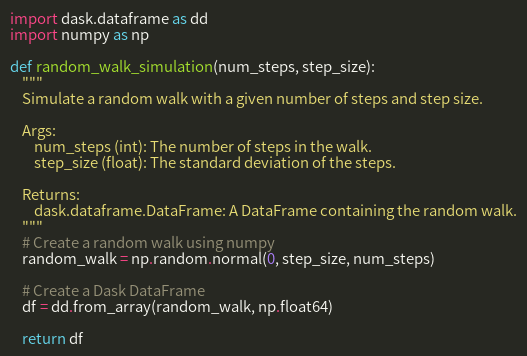 import dask.dataframe as dd
import numpy as np

def random_walk_simulation(num_steps, step_size):
    """
    Simulate a random walk with a given number of steps and step size.

    Args:
        num_steps (int): The number of steps in the walk.
        step_size (float): The standard deviation of the steps.

    Returns:
        dask.dataframe.DataFrame: A DataFrame containing the random walk.
    """
    # Create a random walk using numpy
    random_walk = np.random.normal(0, step_size, num_steps)

    # Create a Dask DataFrame
    df = dd.from_array(random_walk, np.float64)

    return df